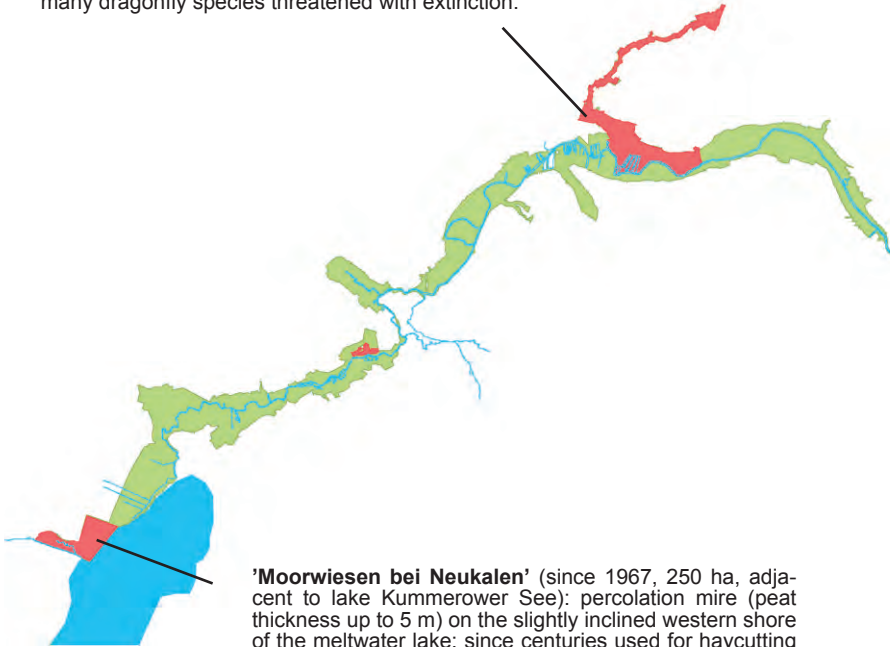 many dragonfly species threatened with extinction.
'Moorwiesen bei Neukalen' (since 1967, 250 ha, adja-
cent to lake Kummerower See): percolation mire (peat
thickness up to 5 m) on the slightly inclined western shore
of the meltwater lake; since centuries used for haycutting